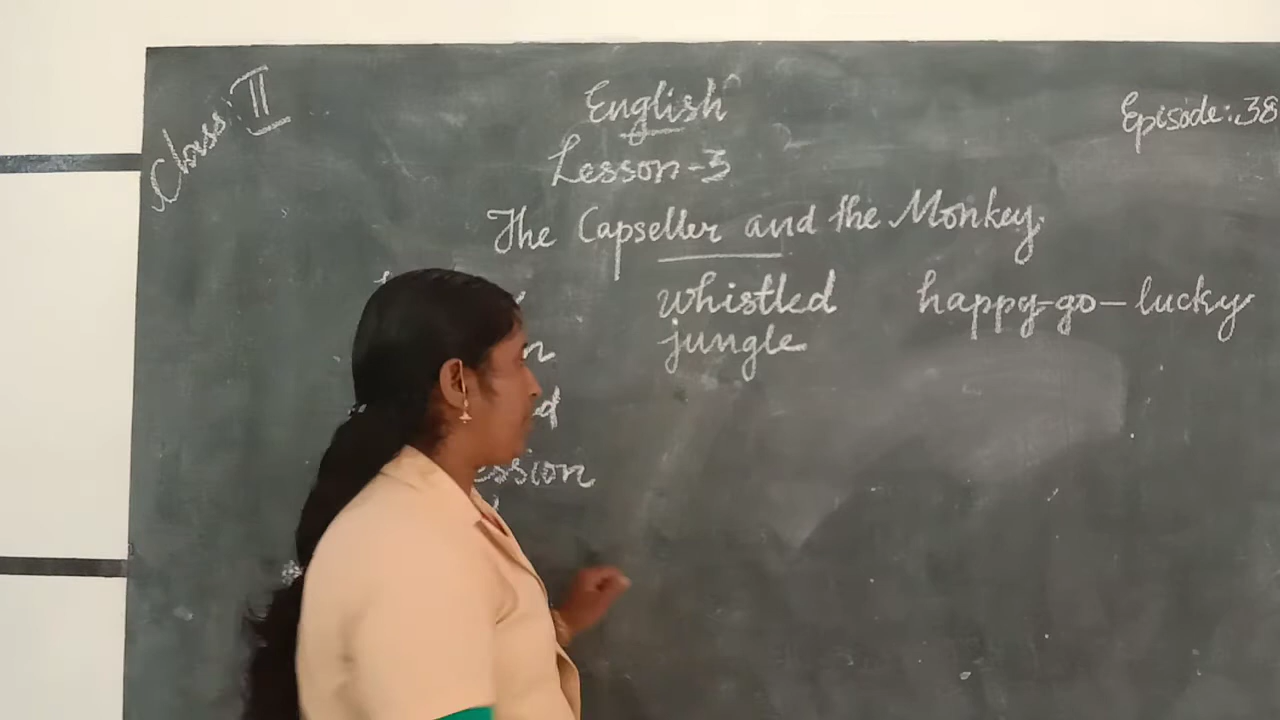 Class: II
English
Episode: 38
Lesson-3
The Capseller and the Monkey.
whistled happy-go-lucky
jungle